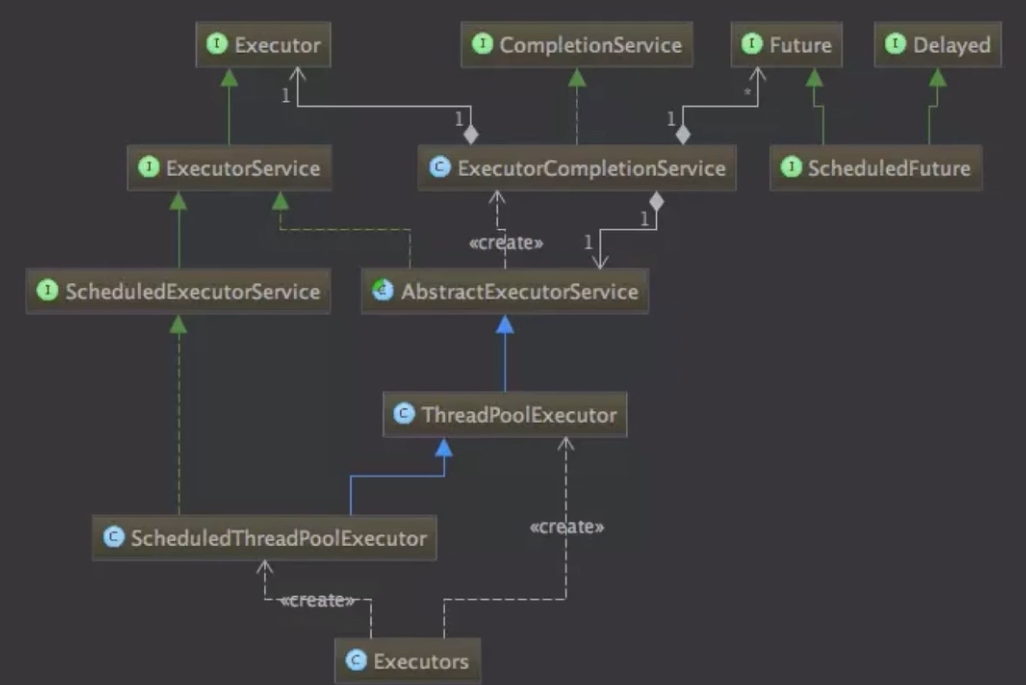 I Executor
I CompletionService
I Future
I Delayed
1
1
1
*
I ExecutorService
C ExecutorCompletionService
I ScheduledFuture
«create»
1
1
I ScheduledExecutorService
C AbstractExecutorService
C ThreadPoolExecutor
«create»
C ScheduledThreadPoolExecutor
«create»
C Executors